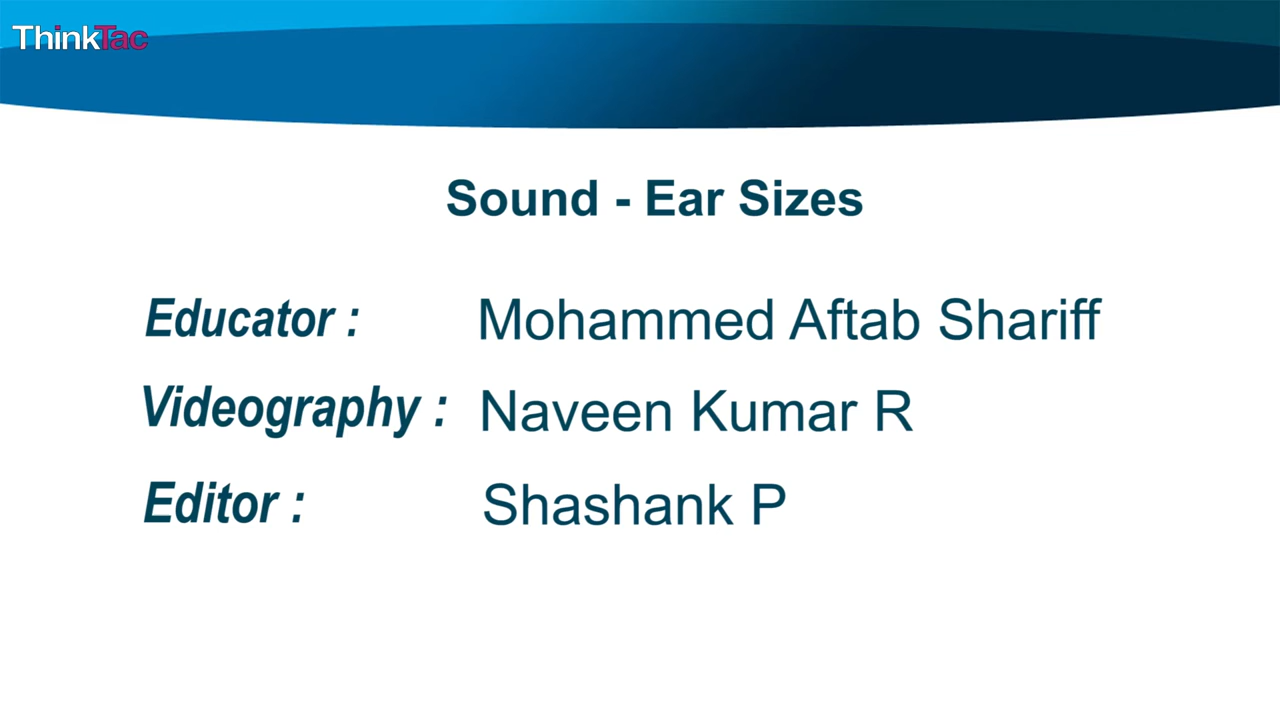 ThinkTac
Sound - Ear Sizes
Educator : Mohammed Aftab Shariff
Videography : Naveen Kumar R
Editor : Shashank P